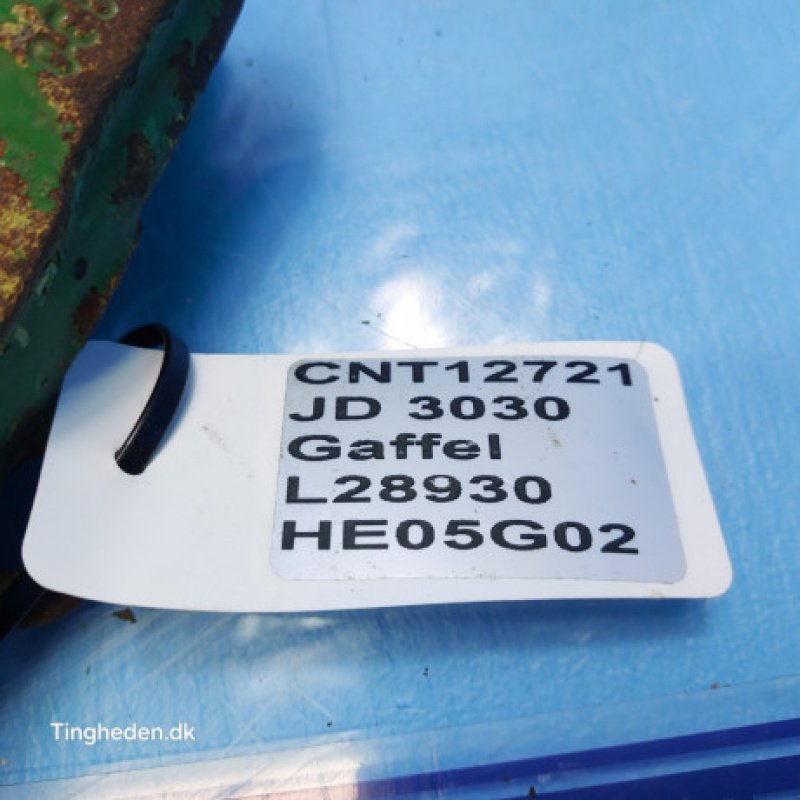 CNT12721
JD 3030
Gaffel
L28930
HE05G02
Tingheden.dk